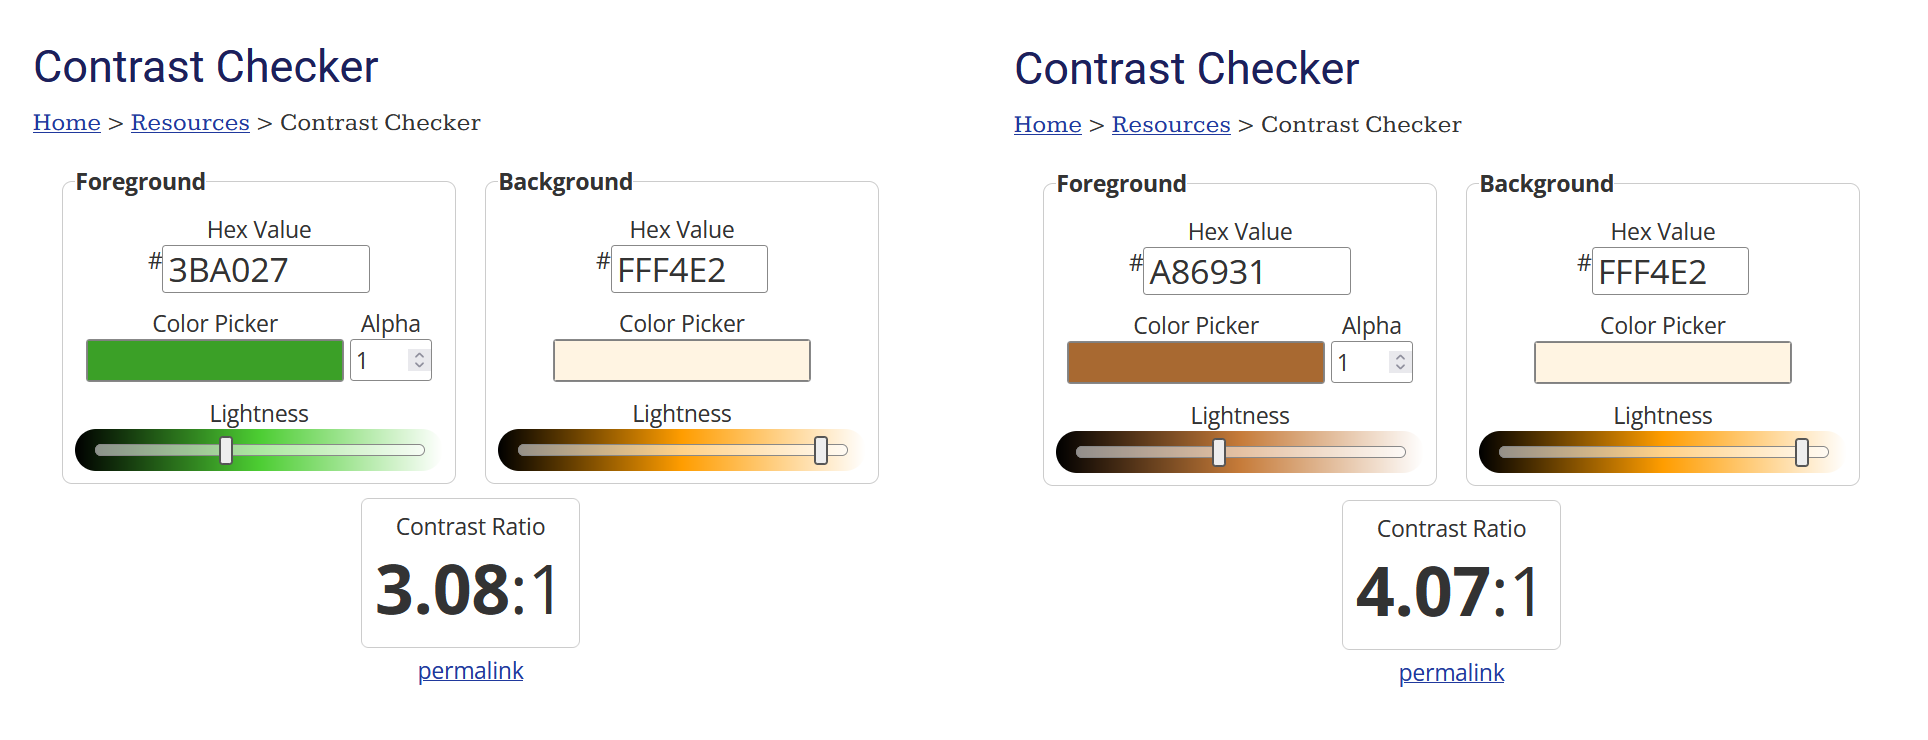 Contrast Checker
Home > Resources > Contrast Checker
Foreground
Hex Value
# 3BA027
Color Picker
Alpha
1
Lightness
Background
Hex Value
# FFF4E2
Color Picker
Lightness
Contrast Ratio
3.08:1
permalink
Contrast Checker
Home > Resources > Contrast Checker
Foreground
Hex Value
# A86931
Color Picker
Alpha
1
Lightness
Background
Hex Value
# FFF4E2
Color Picker
Lightness
Contrast Ratio
4.07:1
permalink